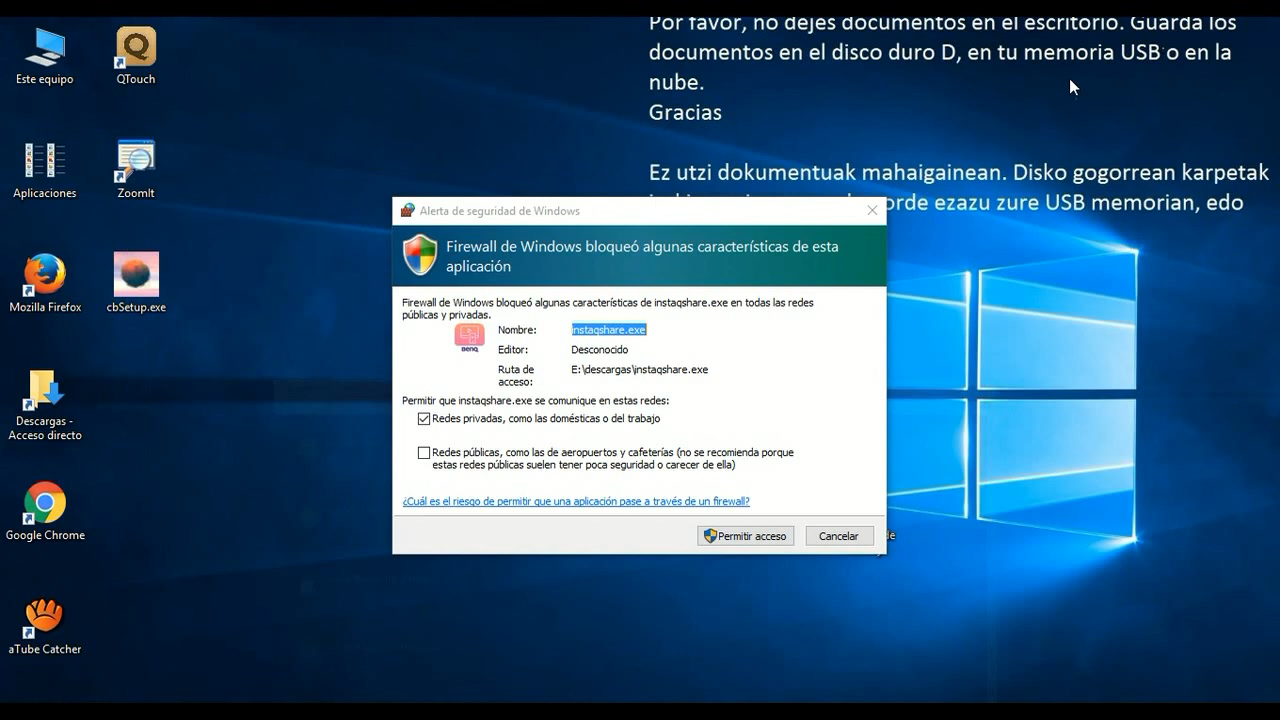 Por favor, no dejes documentos en el escritorio. Guarda los
documentos en el disco duro D, en tu memoria USB o en la
nube.
Gracias
Ez utzi dokumentuak mahaigainean. Disko gogorrean karpetak
ezazu zure USB memorian, edo
Este equipo
QTouch
Aplicaciones
ZoomIt
Mozilla Firefox
cbSetup.exe
Descargas -
Acceso directo
Google Chrome
aTube Catcher
Alerta de seguridad de Windows
Firewall de Windows bloqueó algunas características de esta
aplicación
Firewall de Windows bloqueó algunas características de instaqshare.exe en todas las redes
públicas y privadas.
BenQ
Nombre: instaqshare.exe
Editor: Desconocido
Ruta de
acceso:
E:\descargas\instaqshare.exe
Permitir que instaqshare.exe se comunique en estas redes:
Redes privadas, como las domésticas o del trabajo
Redes públicas, como las de aeropuertos y cafeterías (no se recomienda porque
estas redes públicas suelen tener poca seguridad o carecer de ella)
¿Cuál es el riesgo de permitir que una aplicación pase a través de un firewall?
Permitir acceso
Cancelar